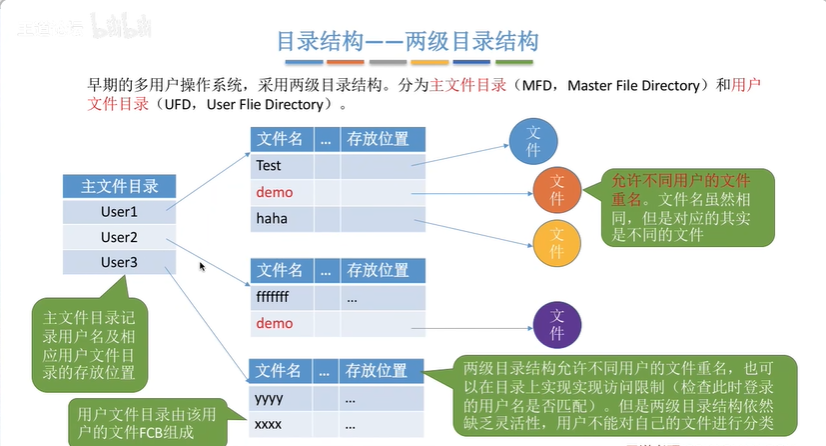 目录结构——两级目录结构
早期的多用户操作系统，采用两级目录结构。分为主文件目录（MFD，Master File Directory）和用户
文件目录（UFD，User Flie Directory）。
主文件目录
User1
User2
User3
文件名 ... 存放位置
Test
demo
haha
文件名 ... 存放位置
fffffff ...
demo
文件名 ... 存放位置
yyyy ...
xxxx ...
文
件
文
件
文
件
文
件
允许不同用户的文件
重名。文件名虽然相
同，但是对应的其实
是不同的文件
主文件目录记
录用户名及相
应用户文件目
录的存放位置
用户文件目录由该用
户的文件FCB组成
两级目录结构允许不同用户的文件重名，也可
以在目录上实现实现访问限制（检查此时登录
的用户名是否匹配）。但是两级目录结构依然
缺乏灵活性，用户不能对自己的文件进行分类